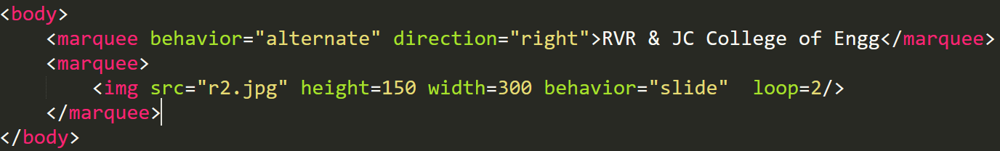 <body>
    <marquee behavior="alternate" direction="right">RVR & JC College of Engg</marquee>
    <marquee>
        <img src="r2.jpg" height=150 width=300 behavior="slide"  loop=2/>
    </marquee>
</body>